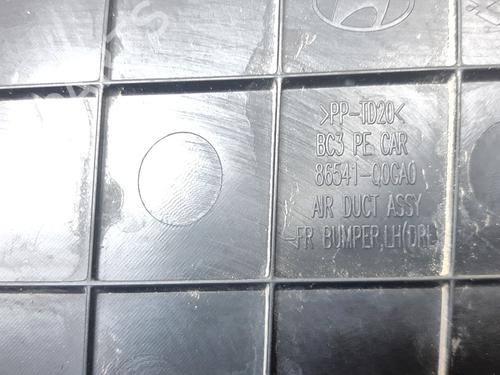 >PP-TD20<
BC3 PE CAR
86541-Q0CA0
AIR DUCT ASSY
FR BUMPER,LH(DRL)